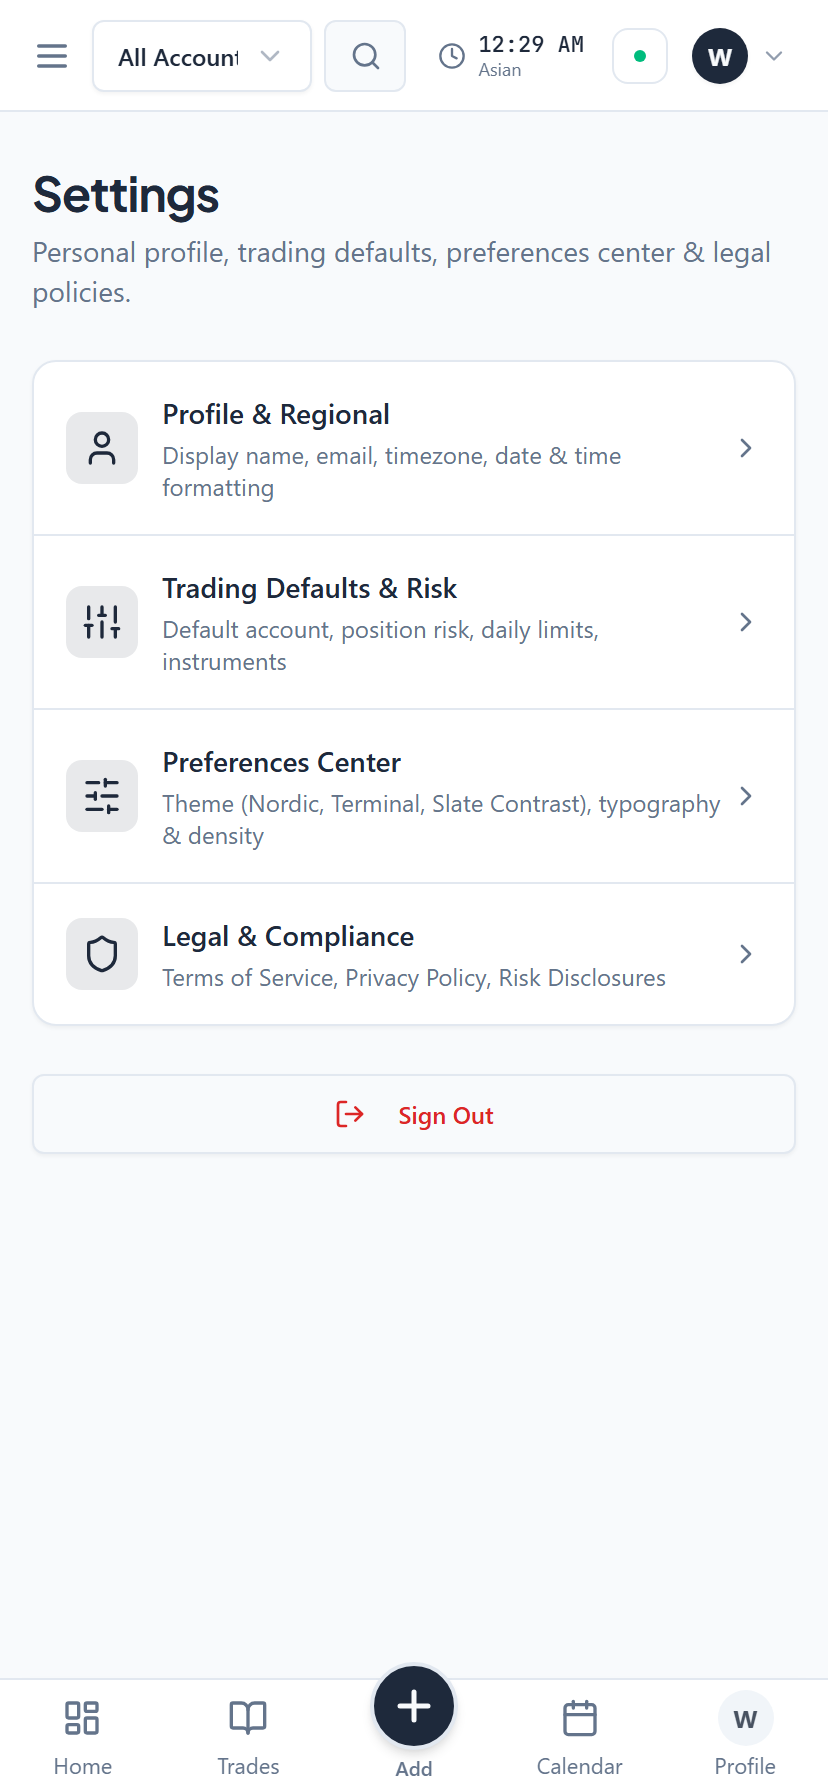 All Account
12:29 AM
Asian
W
Settings
Personal profile, trading defaults, preferences center & legal
policies.
Profile & Regional
Display name, email, timezone, date & time
formatting
Trading Defaults & Risk
Default account, position risk, daily limits,
instruments
Preferences Center
Theme (Nordic, Terminal, Slate Contrast), typography
& density
Legal & Compliance
Terms of Service, Privacy Policy, Risk Disclosures
Sign Out
W
Home
Trades
Add
Calendar
Profile